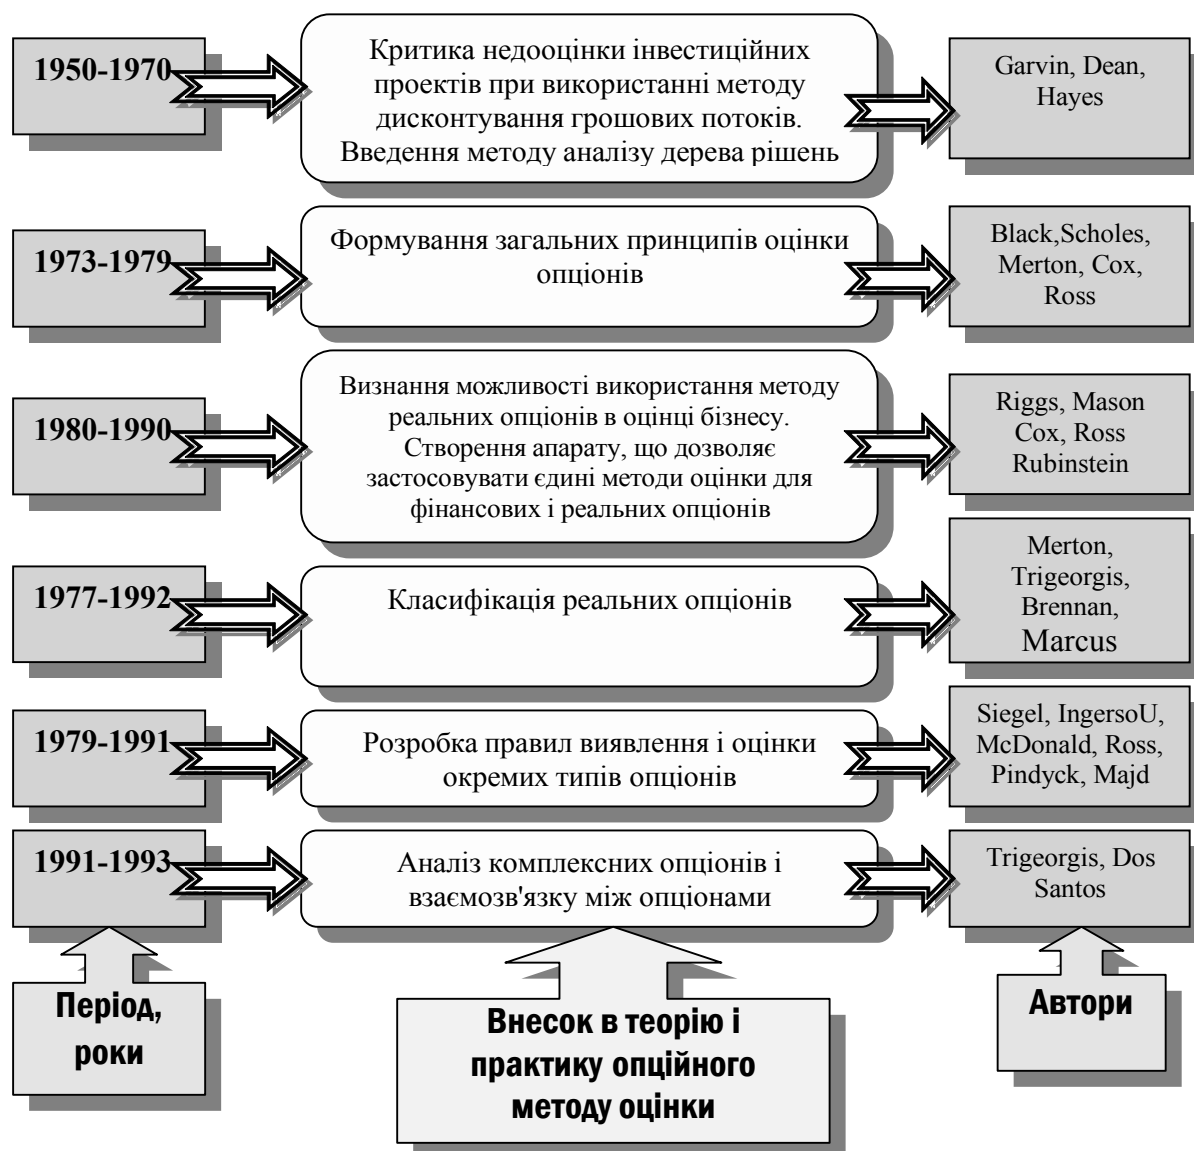 1950-1970
Критика недооцінки інвестиційних
проектів при використанні методу
дисконтування грошових потоків.
Введення методу аналізу дерева рішень
Garvin, Dean,
Hayes
1973-1979
Формування загальних принципів оцінки
опціонів
Black,Scholes,
Merton, Cox,
Ross
1980-1990
Визнання можливості використання методу
реальних опціонів в оцінці бізнесу.
Створення апарату, що дозволяє
застосовувати єдині методи оцінки для
фінансових і реальних опціонів
Riggs, Mason
Cox, Ross
Rubinstein
1977-1992
Класифікація реальних опціонів
Merton,
Trigeorgis,
Brennan,
Marcus
1979-1991
Розробка правил виявлення і оцінки
окремих типів опціонів
Siegel, IngersoU,
McDonald, Ross,
Pindyck, Majd
1991-1993
Аналіз комплексних опціонів і
взаємозв'язку між опціонами
Trigeorgis, Dos
Santos
Період,
роки
Внесок в теорію і
практику опційного
методу оцінки
Автори